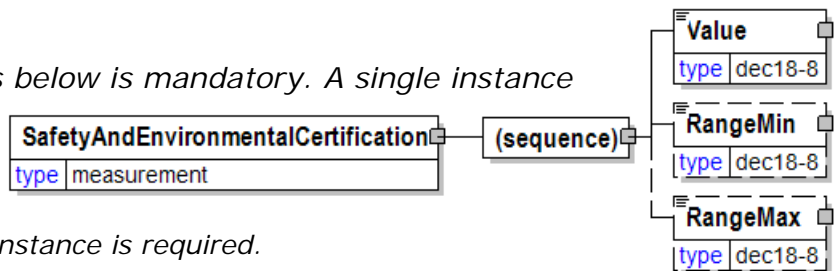 Value
type dec18-8
s below is mandatory. A single instance
RangeMin
type dec18-8
SafetyAndEnvironmentalCertification
type measurement
(sequence)
RangeMax
type dec18-8
nstance is required.